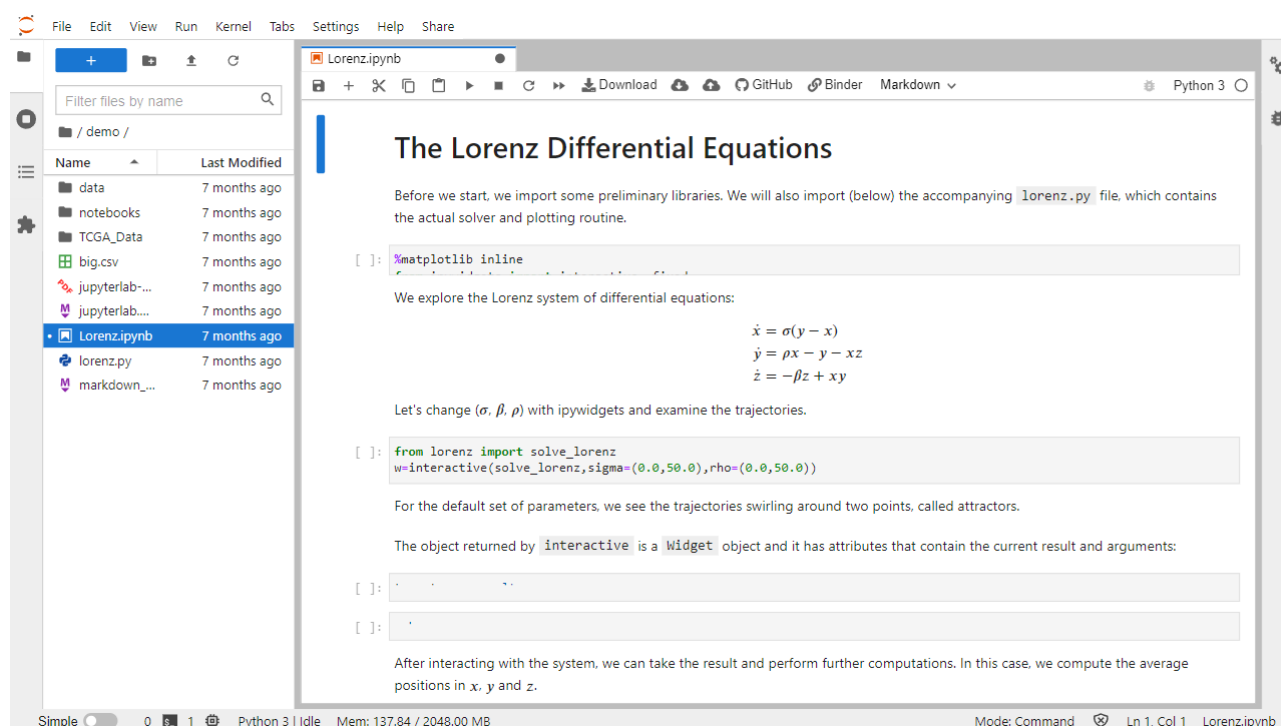 File Edit View Run Kernel Tabs Settings Help Share
+
Filter files by name
/ demo /
Name Last Modified
data 7 months ago
notebooks 7 months ago
TCGA_Data 7 months ago
big.csv 7 months ago
jupyterlab-... 7 months ago
jupyterlab.... 7 months ago
Lorenz.ipynb 7 months ago
lorenz.py 7 months ago
markdown_... 7 months ago
Lorenz.ipynb
Download GitHub Binder Markdown Python 3
The Lorenz Differential Equations
Before we start, we import some preliminary libraries. We will also import (below) the accompanying lorenz.py file, which contains
the actual solver and plotting routine.
[ ]: %matplotlib inline
We explore the Lorenz system of differential equations:
ẋ = σ(y − x)
ẏ = ρx − y − xz
ż = −βz + xy
Let's change (σ, β, ρ) with ipywidgets and examine the trajectories.
[ ]: from lorenz import solve_lorenz
w=interactive(solve_lorenz,sigma=(0.0,50.0),rho=(0.0,50.0))
For the default set of parameters, we see the trajectories swirling around two points, called attractors.
The object returned by interactive is a Widget object and it has attributes that contain the current result and arguments:
[ ]:
[ ]:
After interacting with the system, we can take the result and perform further computations. In this case, we compute the average
positions in x, y and z.
Simple 0 1 Python 3 | Idle Mem: 137.84 / 2048.00 MB Mode: Command Ln 1, Col 1 Lorenz.ipynb